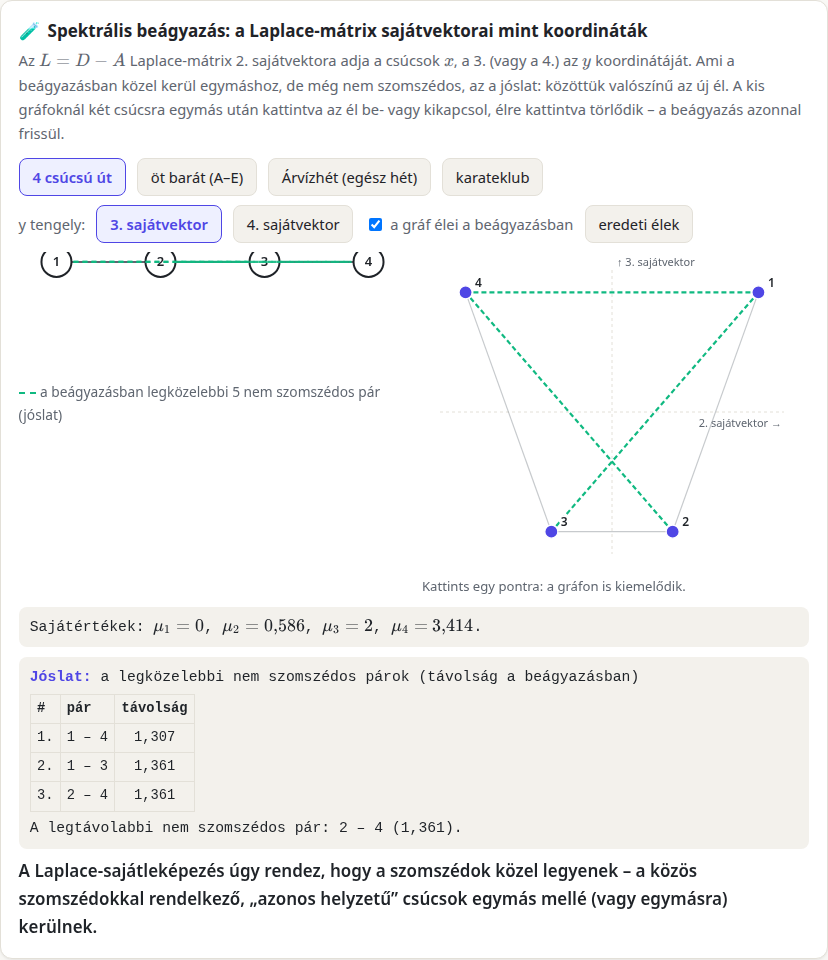 🧪 Spektrális beágyazás: a Laplace-mátrix sajátvektorai mint koordináták
Az L = D − A Laplace-mátrix 2. sajátvektora adja a csúcsok x, a 3. (vagy a 4.) az y koordinátáját. Ami a
beágyazásban közel kerül egymáshoz, de még nem szomszédos, az a jóslat: közöttük valószínű az új él. A kis
gráfoknál két csúcsra egymás után kattintva az él be- vagy kikapcsol, élre kattintva törlődik – a beágyazás azonnal
frissül.
4 csúcsú út
öt barát (A–E)
Árvízhét (egész hét)
karateklub
y tengely:
3. sajátvektor
4. sajátvektor
a gráf élei a beágyazásban
eredeti élek
1
2
3
4
a beágyazásban legközelebbi 5 nem szomszédos pár
(jóslat)
↑ 3. sajátvektor
4
1
2. sajátvektor →
3
2
Kattints egy pontra: a gráfon is kiemelődik.
Sajátértékek: μ₁ = 0, μ₂ = 0,586, μ₃ = 2, μ₄ = 3,414.
Jóslat: a legközelebbi nem szomszédos párok (távolság a beágyazásban)
# pár távolság
1. 1 – 4 1,307
2. 1 – 3 1,361
3. 2 – 4 1,361
A legtávolabbi nem szomszédos pár: 2 – 4 (1,361).
A Laplace-sajátleképezés úgy rendez, hogy a szomszédok közel legyenek – a közös
szomszédokkal rendelkező, „azonos helyzetű” csúcsok egymás mellé (vagy egymásra)
kerülnek.